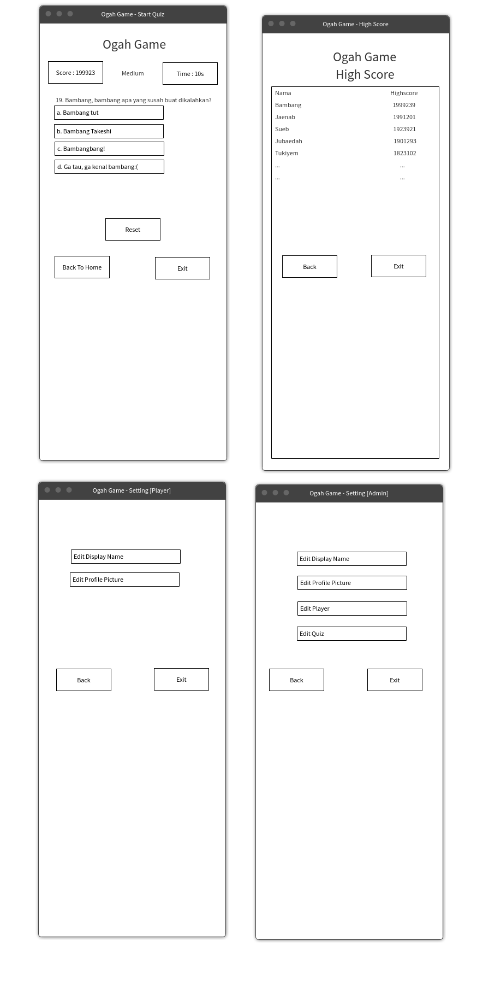 Ogah Game - Start Quiz
Ogah Game
Score : 199923
Medium
Time : 10s
19. Bambang, bambang apa yang susah buat dikalahkan?
a. Bambang tut
b. Bambang Takeshi
c. Bambangbang!
d. Ga tau, ga kenal bambang:(
Reset
Back To Home
Exit
Ogah Game - High Score
Ogah Game
High Score
Nama Highscore
Bambang 1999239
Jaenab 1991201
Sueb 1923921
Jubaedah 1901293
Tukiyem 1823102
... ...
... ...
Back
Exit
Ogah Game - Setting [Player]
Edit Display Name
Edit Profile Picture
Back
Exit
Ogah Game - Setting [Admin]
Edit Display Name
Edit Profile Picture
Edit Player
Edit Quiz
Back
Exit